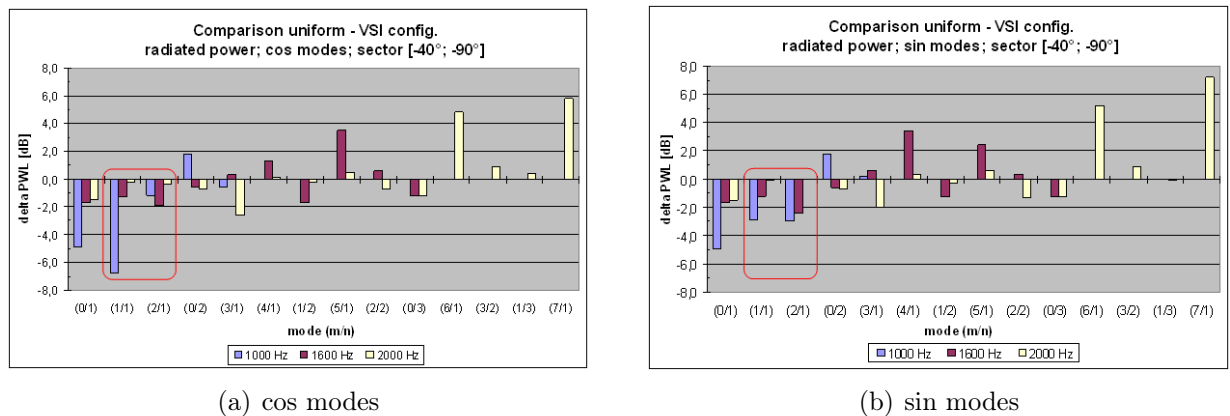 Comparison uniform - VSI config.
radiated power; cos modes; sector [-40°; -90°]
8,0
6,0
4,0
2,0
0,0
-2,0
-4,0
-6,0
-8,0
delta PWL [dB]
(0/1) (1/1) (2/1) (0/2) (3/1) (4/1) (1/2) (5/1) (2/2) (0/3) (6/1) (3/2) (1/3) (7/1)
mode (m/n)
1000 Hz 1600 Hz 2000 Hz
(a) cos modes
Comparison uniform - VSI config.
radiated power; sin modes; sector [-40°; -90°]
8,0
6,0
4,0
2,0
0,0
-2,0
-4,0
-6,0
-8,0
delta PWL [dB]
(0/1) (1/1) (2/1) (0/2) (3/1) (4/1) (1/2) (5/1) (2/2) (0/3) (6/1) (3/2) (1/3) (7/1)
mode (m/n)
1000 Hz 1600 Hz 2000 Hz
(b) sin modes